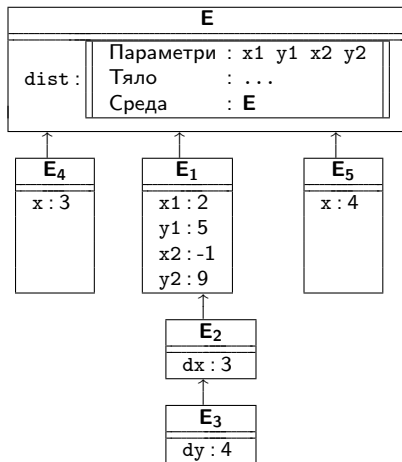 E
dist : Параметри : x1 y1 x2 y2
Тяло : ...
Среда : E
E4 E1 E5
x : 3 x1 : 2 x : 4
y1 : 5
x2 : -1
y2 : 9
E2
dx : 3
E3
dy : 4